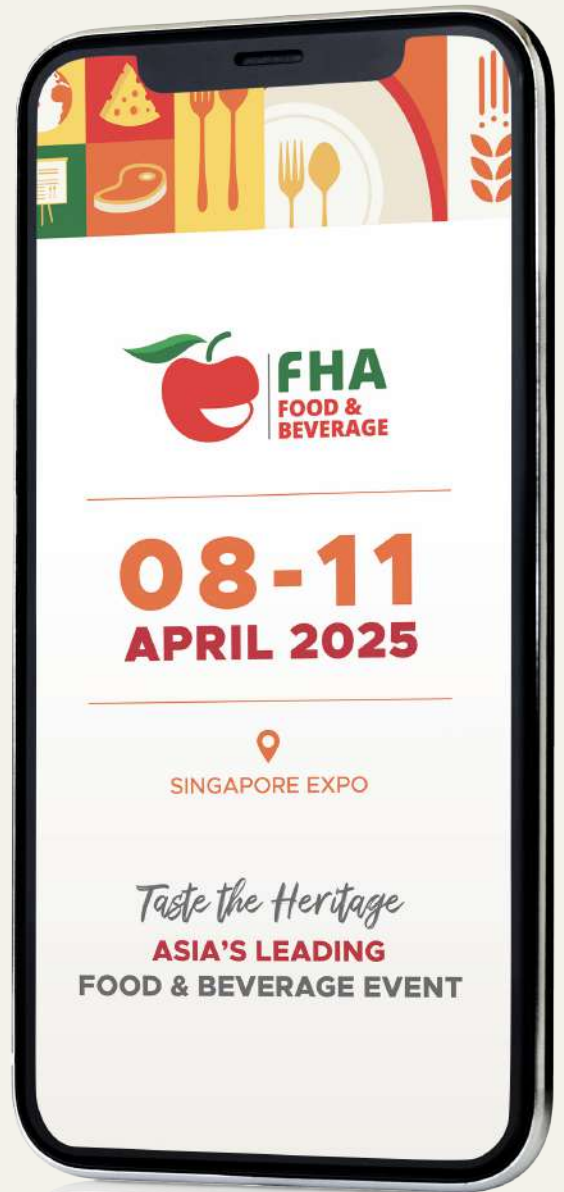 FHA
FOOD &
BEVERAGE
08-11
APRIL 2025
SINGAPORE EXPO
Taste the Heritage
ASIA'S LEADING
FOOD & BEVERAGE EVENT